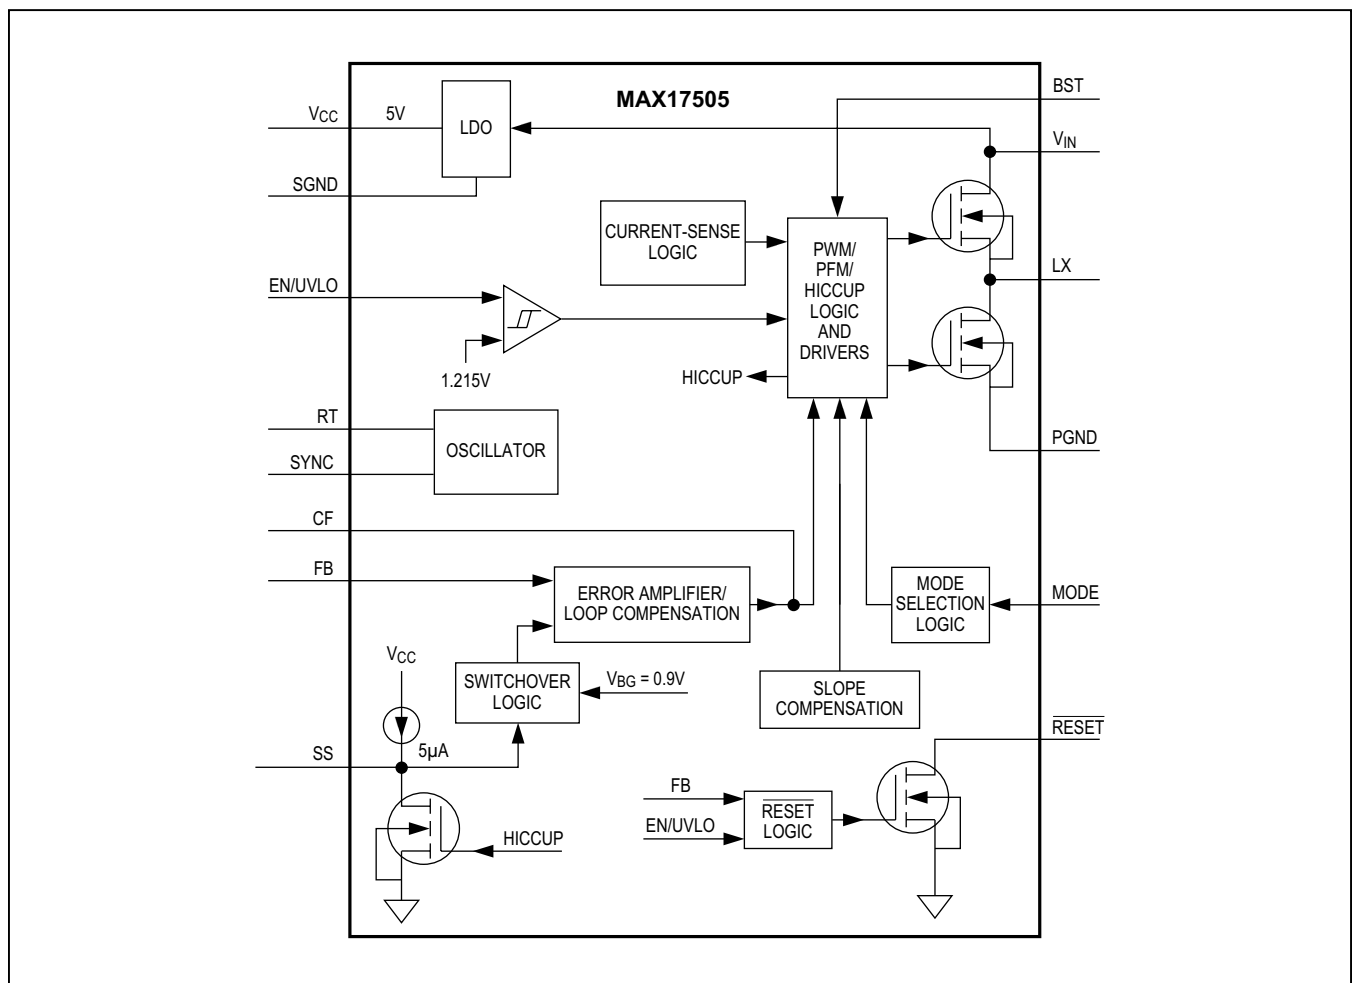 MAX17505
BST
VCC
5V
LDO
VIN
SGND
CURRENT-SENSE
LOGIC
PWM/
PFM/
HICCUP
LOGIC
AND
DRIVERS
LX
EN/UVLO
1.215V
HICCUP
RT
SYNC
OSCILLATOR
PGND
CF
FB
ERROR AMPLIFIER/
LOOP COMPENSATION
MODE
SELECTION
LOGIC
MODE
VCC
SWITCHOVER
LOGIC
VBG = 0.9V
SLOPE
COMPENSATION
RESET
SS
5µA
FB
EN/UVLO
RESET
LOGIC
HICCUP